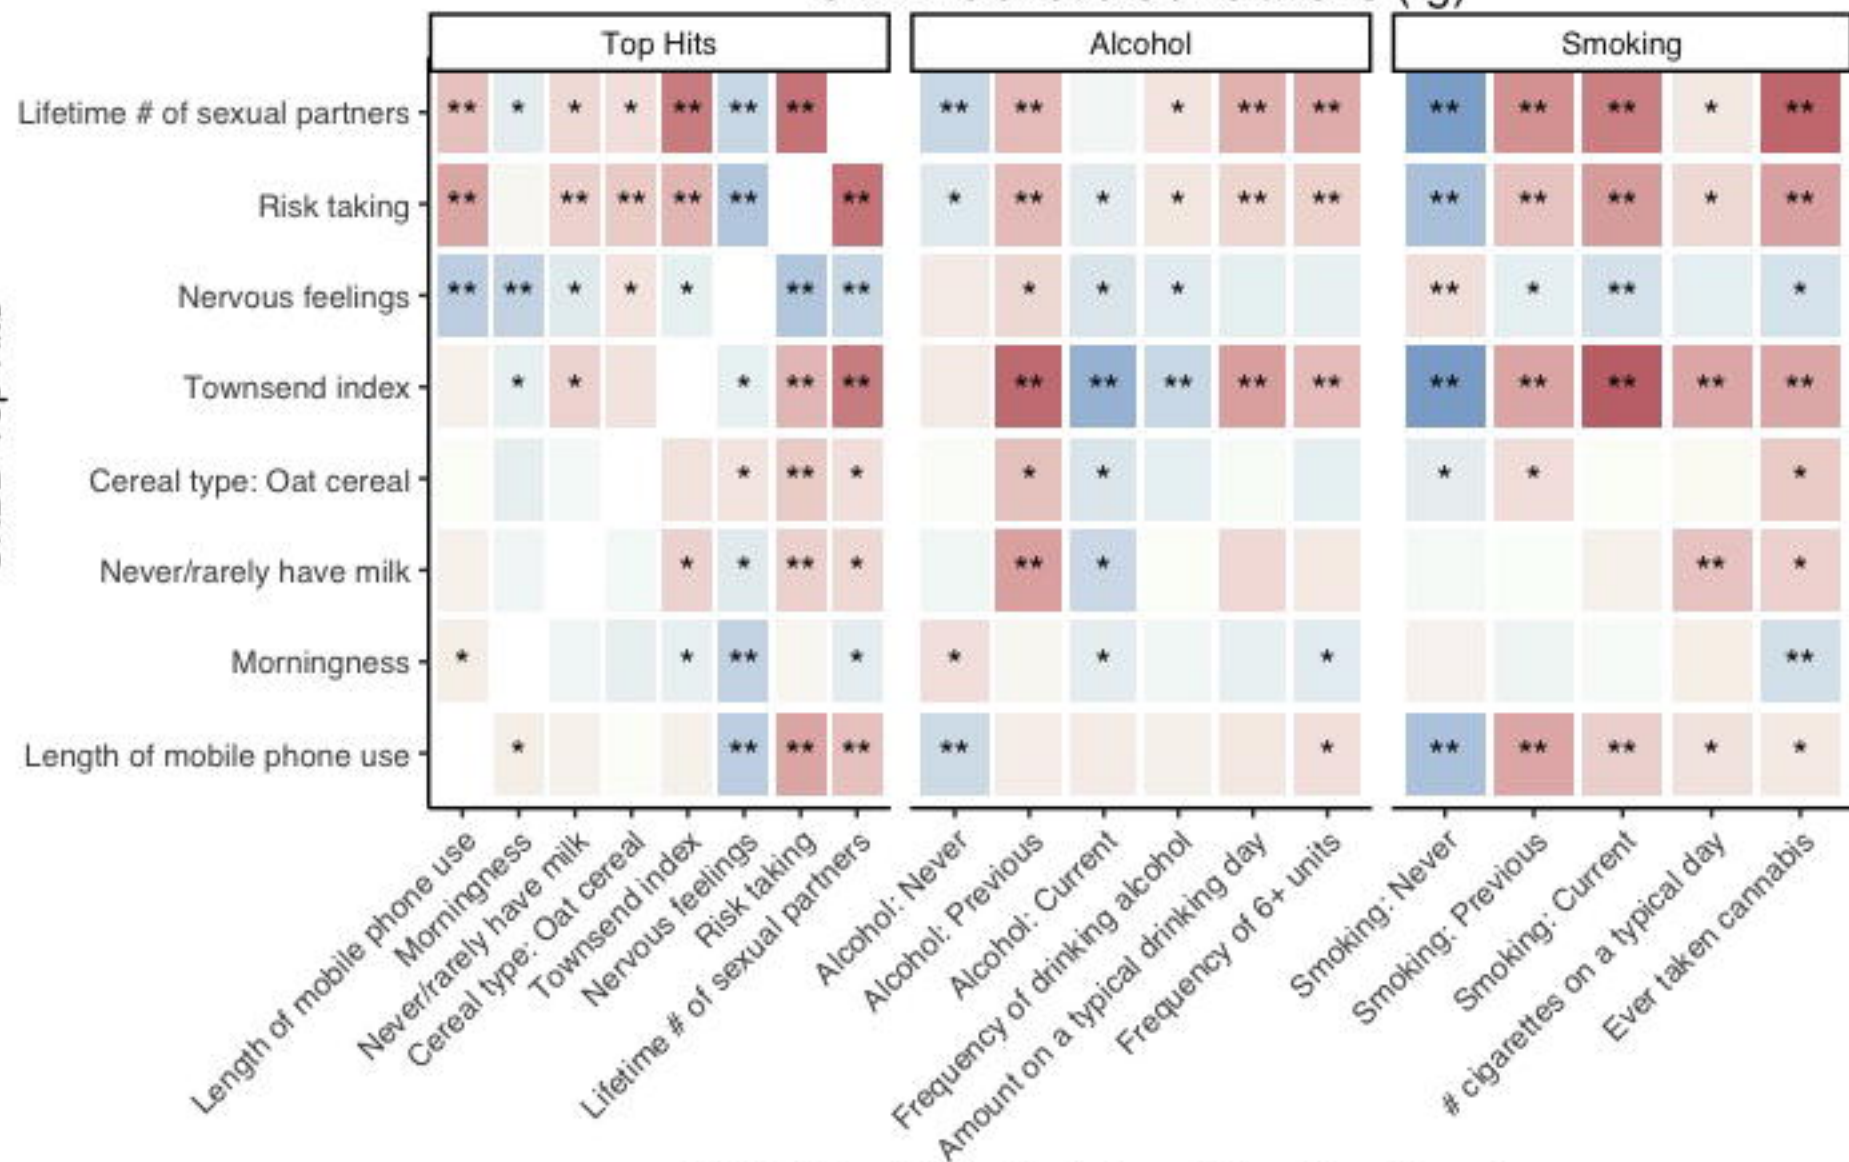 Top Hits
Alcohol
Smoking
Lifetime # of sexual partners ** * * * ** ** ** ** ** * ** ** ** ** ** * **
Risk taking ** ** ** ** ** ** * ** * * ** ** ** ** ** * **
Nervous feelings ** ** * * * ** ** * * * ** * ** *
Townsend index * * * ** ** ** ** ** ** ** ** ** ** ** **
Cereal type: Oat cereal * ** * * * * * *
Never/rarely have milk * * ** * ** * ** *
Morningness * * ** * * * * **
Length of mobile phone use * ** ** ** ** * ** ** ** * *
Length of mobile phone use
Morningness
Never/rarely have milk
Cereal type: Oat cereal
Townsend index
Nervous feelings
Risk taking
Lifetime # of sexual partners
Alcohol: Never
Alcohol: Previous
Alcohol: Current
Frequency of drinking alcohol
Amount on a typical drinking day
Frequency of 6+ units
Smoking: Never
Smoking: Previous
Smoking: Current
# cigarettes on a typical day
Ever taken cannabis